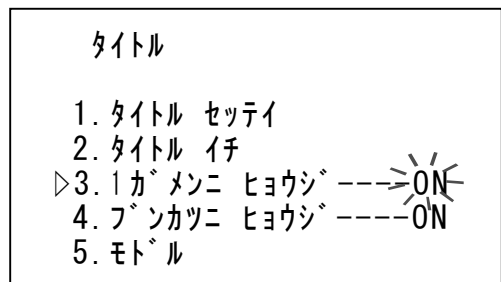 タイトル
1. タイトル セッテイ
2. タイトル イチ
▷3. 1ガメンニ ヒョウジ-----ON
4. ブンカツニ ヒョウジ----ON
5. モドル